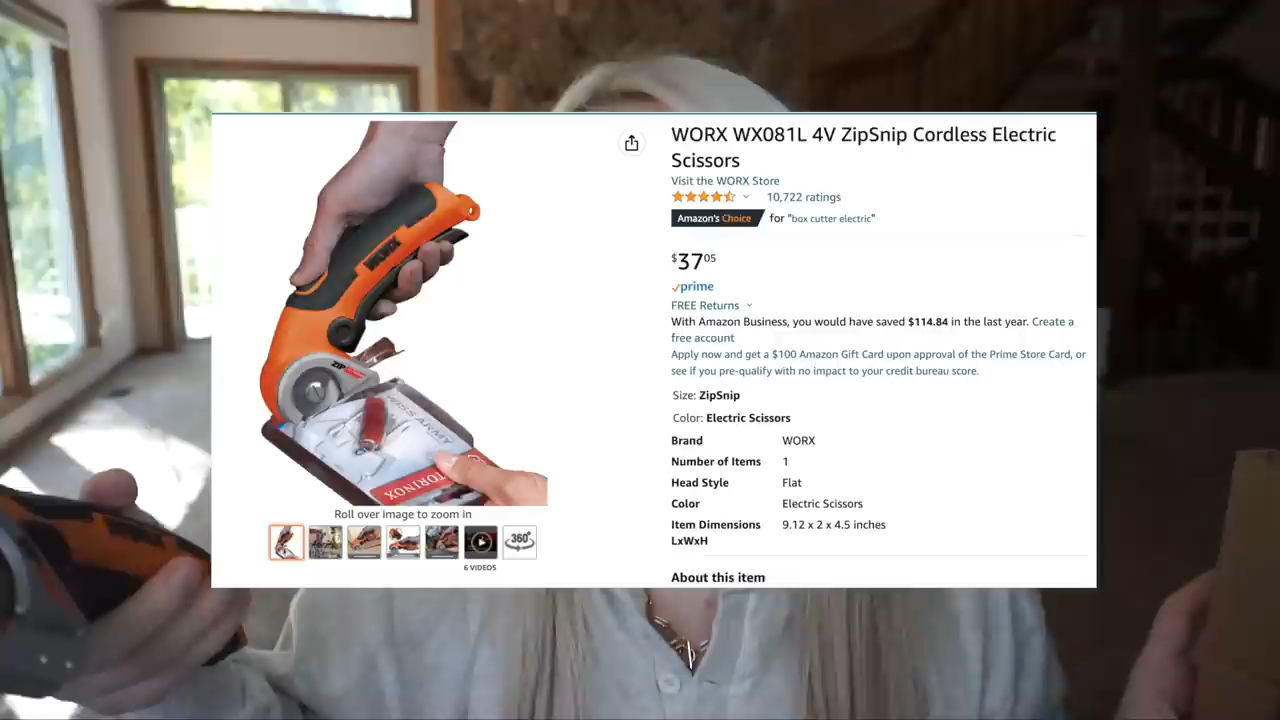 WORX WX081L 4V ZipSnip Cordless Electric
Scissors
Visit the WORX Store
10,722 ratings
Amazon's Choice for "box cutter electric"
$3705
prime
FREE Returns
With Amazon Business, you would have saved $114.84 in the last year. Create a
free account
Apply now and get a $100 Amazon Gift Card upon approval of the Prime Store Card, or
see if you pre-qualify with no impact to your credit bureau score.
Size: ZipSnip
Color: Electric Scissors
Brand WORX
Number of Items 1
Head Style Flat
Color Electric Scissors
Item Dimensions 9.12 x 2 x 4.5 inches
LxWxH
About this item
WORX
ZIP
SS ARMY
TORINOX
Roll over image to zoom in
360°
6 VIDEOS